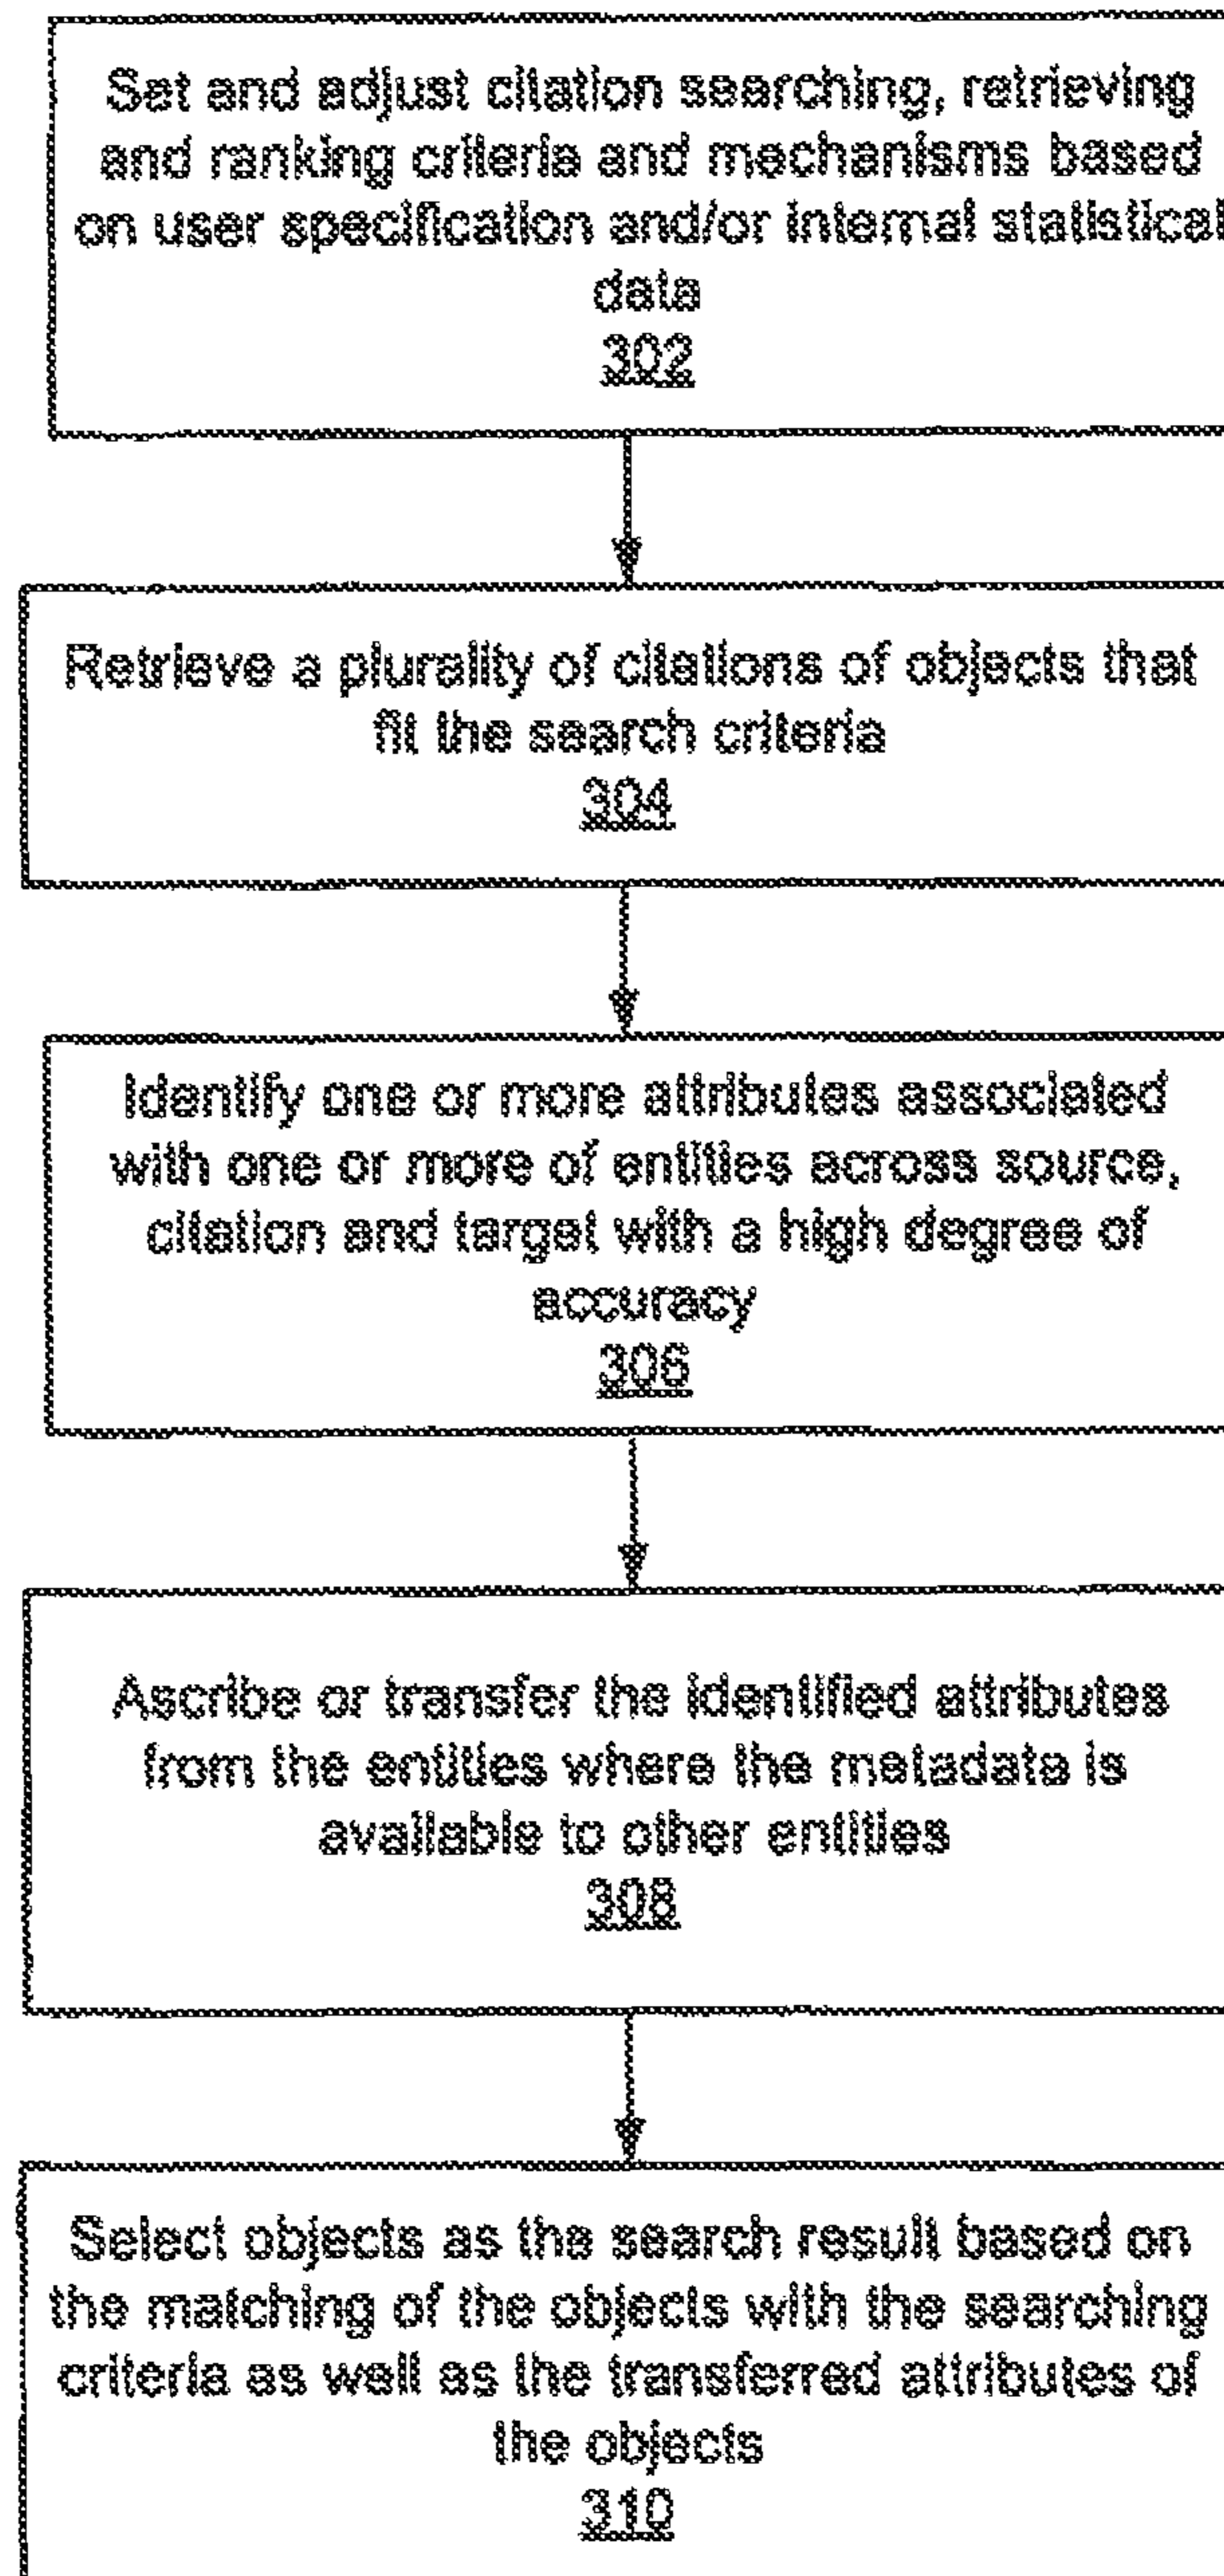 Set and adjust citation searching, retrieving
and ranking criteria and mechanisms based
on user specification and/or internal statistical
data
302
Retrieve a plurality of citations of objects that
fit the search criteria
304
Identify one or more attributes associated
with one or more of entities across source,
citation and target with a high degree of
accuracy
306
Ascribe or transfer the identified attributes
from the entities where the metadata is
available to other entities
308
Select objects as the search result based on
the matching of the objects with the searching
criteria as well as the transferred attributes of
the objects
310